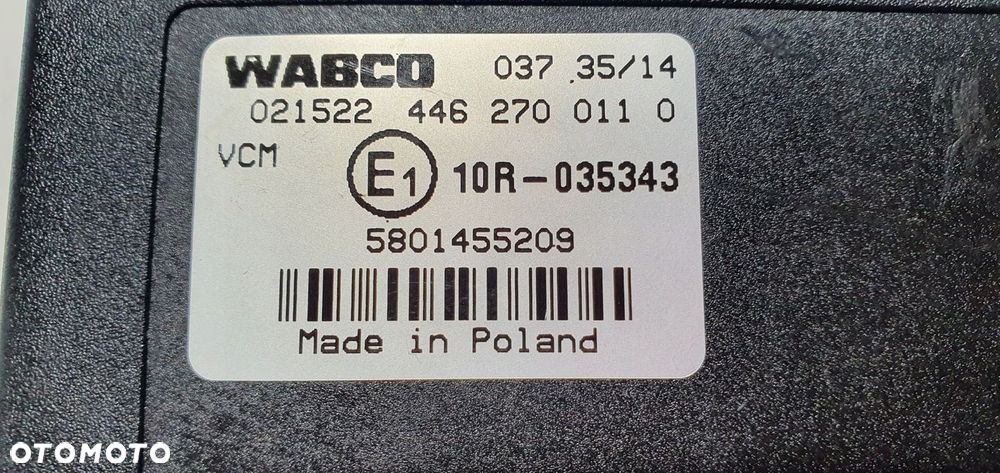 WABCO 037 35/14
021522 446 270 011 0
VCM E1 10R-035343
5801455209
Made in Poland
OTOMOTO